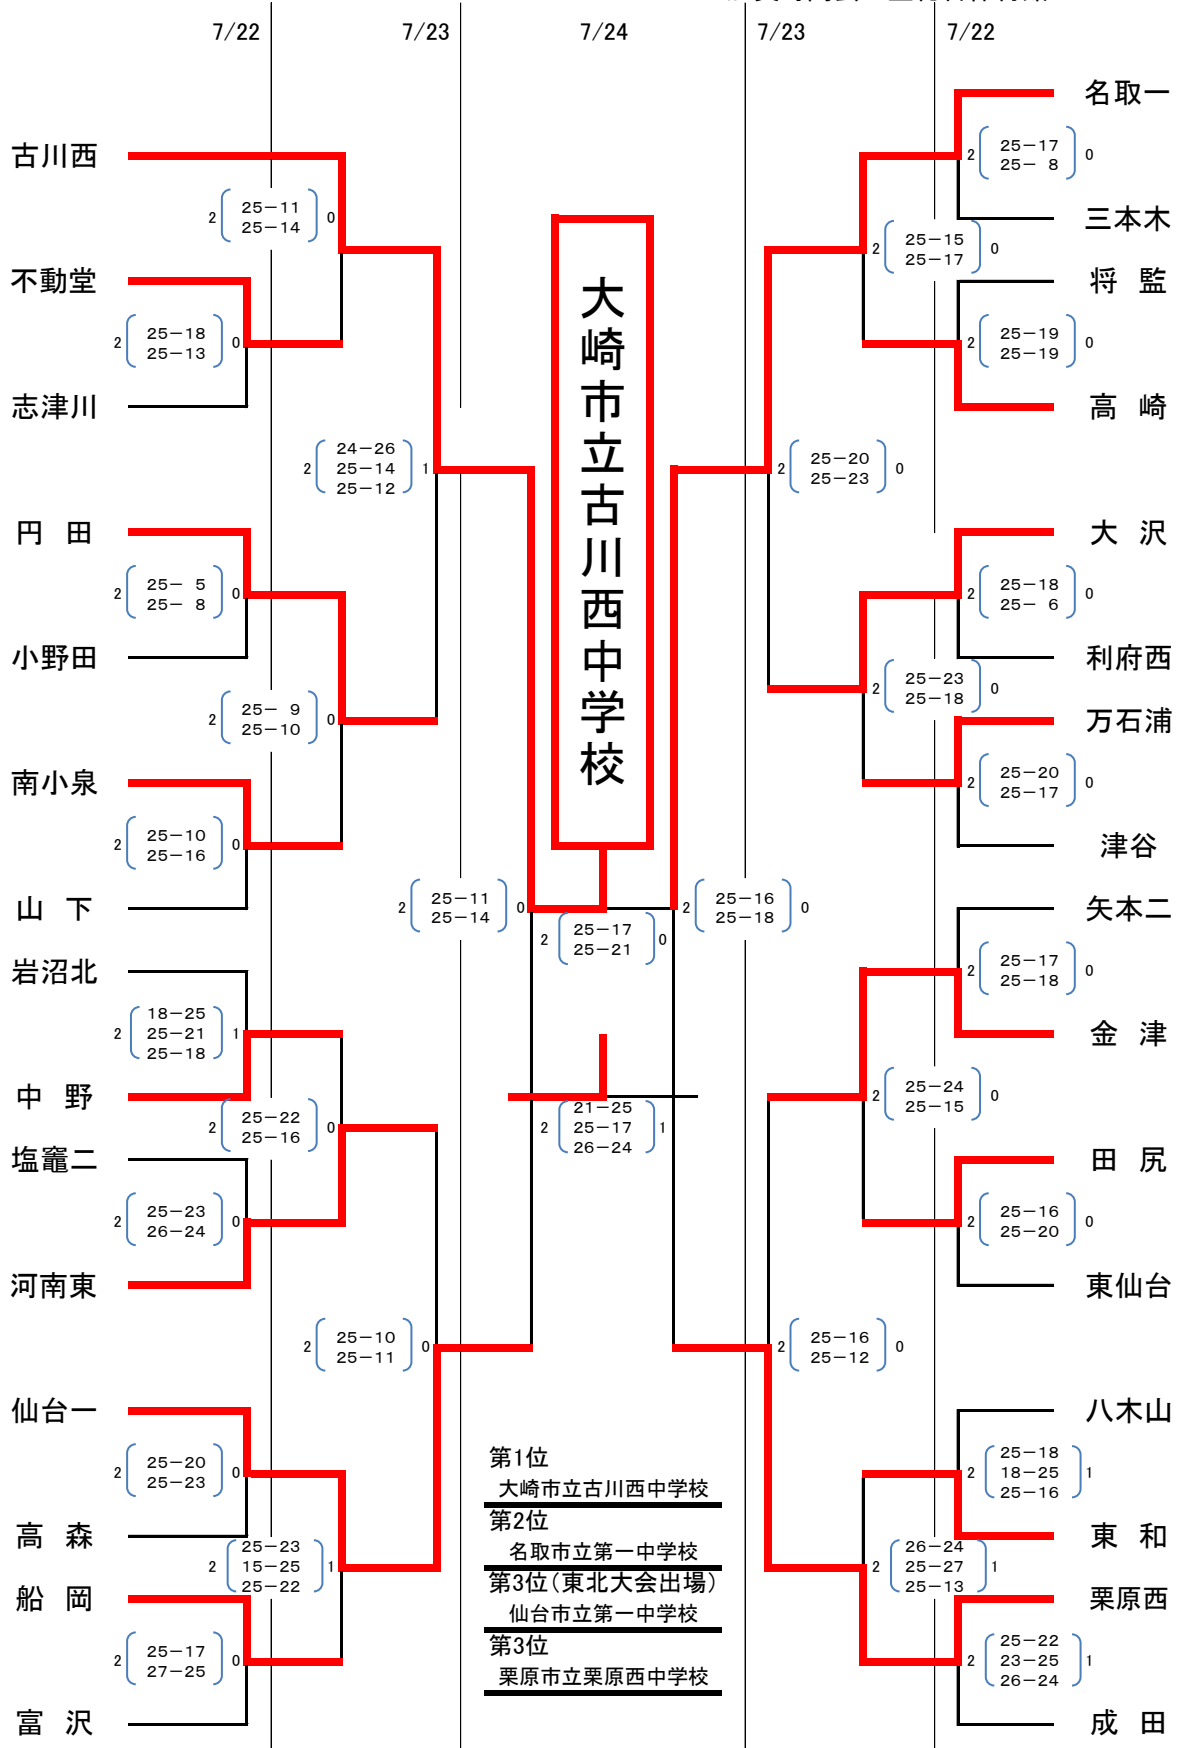 7/22
7/23
7/24
7/23
7/22
古川西
2 25－11 0
25－14
不動堂
2 25－18 0
25－13
志津川
2 24－26 1
25－14
25－12
円　田
2 25－ 5 0
25－ 8
小野田
2 25－ 9 0
25－10
南小泉
2 25－10 0
25－16
山　下
2 25－11 0
25－14
岩沼北
2 18－25 1
25－21
25－18
中　野
2 25－22 0
25－16
塩竈二
2 25－23 0
26－24
河南東
2 25－10 0
25－11
仙台一
2 25－20 0
25－23
高　森
2 25－23 1
15－25
25－22
船　岡
2 25－17 0
27－25
富　沢
大崎市立古川西中学校
2 25－17 0
25－21
2 21－25 1
25－17
26－24
第1位
大崎市立古川西中学校
第2位
名取市立第一中学校
第3位（東北大会出場）
仙台市立第一中学校
第3位
栗原市立栗原西中学校
名取一
2 25－17 0
25－ 8
三本木
2 25－15 0
25－17
将　監
2 25－19 0
25－19
高　崎
2 25－20 0
25－23
大　沢
2 25－18 0
25－ 6
利府西
2 25－23 0
25－18
万石浦
2 25－20 0
25－17
津谷
2 25－16 0
25－18
矢本二
2 25－17 0
25－18
金　津
2 25－24 0
25－15
田　尻
2 25－16 0
25－20
東仙台
2 25－16 0
25－12
八木山
2 25－18 1
18－25
25－16
東　和
2 26－24 1
25－27
25－13
栗原西
2 25－22 1
23－25
26－24
成　田